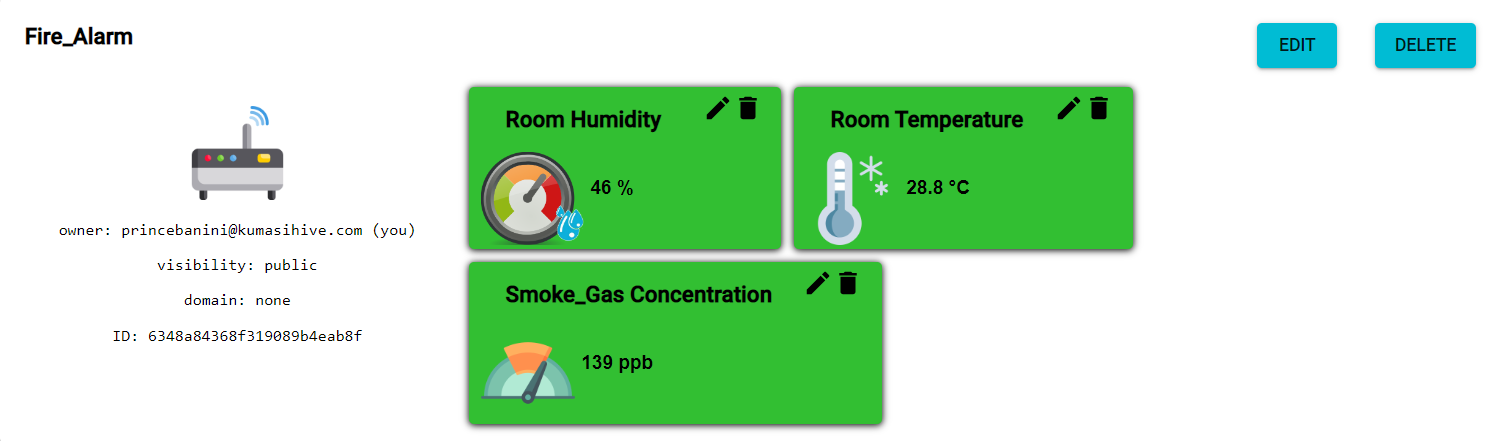 Fire_Alarm
EDIT
DELETE
owner: princebanini@kumasihive.com (you)
visibility: public
domain: none
ID: 6348a84368f319089b4eab8f
Room Humidity
46 %
Room Temperature
28.8 °C
Smoke_Gas Concentration
139 ppb